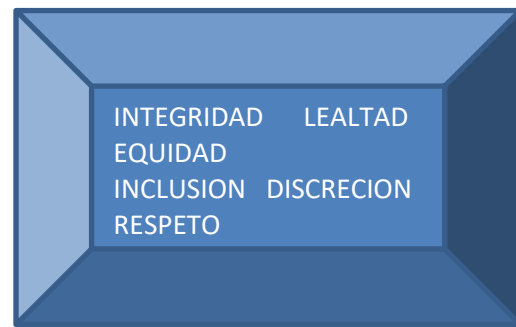 INTEGRIDAD LEALTAD
EQUIDAD
INCLUSION DISCRECION
RESPETO